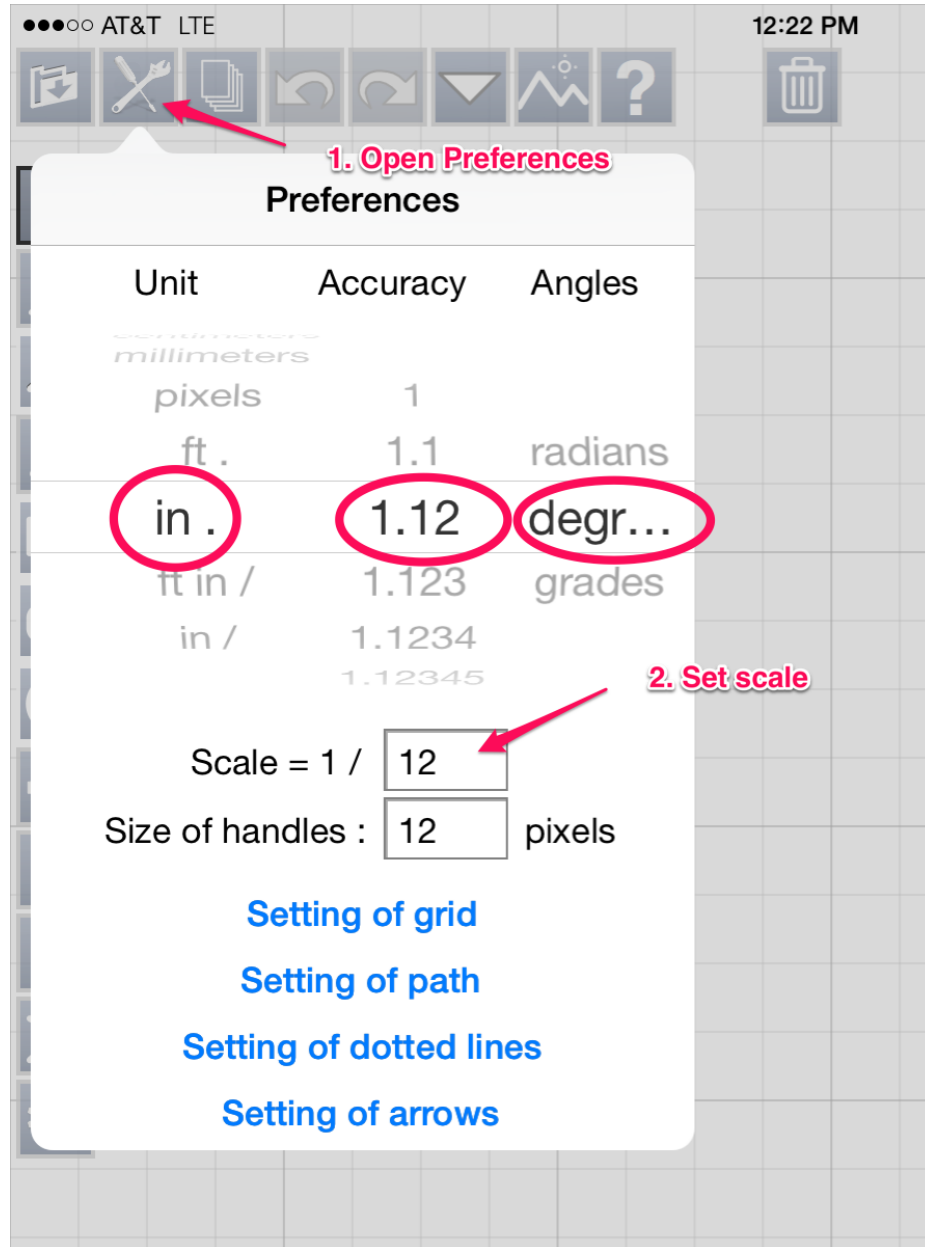 AT&T LTE 12:22 PM
?
1. Open Preferences
Preferences
Unit Accuracy Angles
centimeters
millimeters
pixels 1
ft . 1.1 radians
in . 1.12 degr...
ft in / 1.123 grades
in / 1.1234
1.12345
2. Set scale
Scale = 1 / 12
Size of handles : 12 pixels
Setting of grid
Setting of path
Setting of dotted lines
Setting of arrows